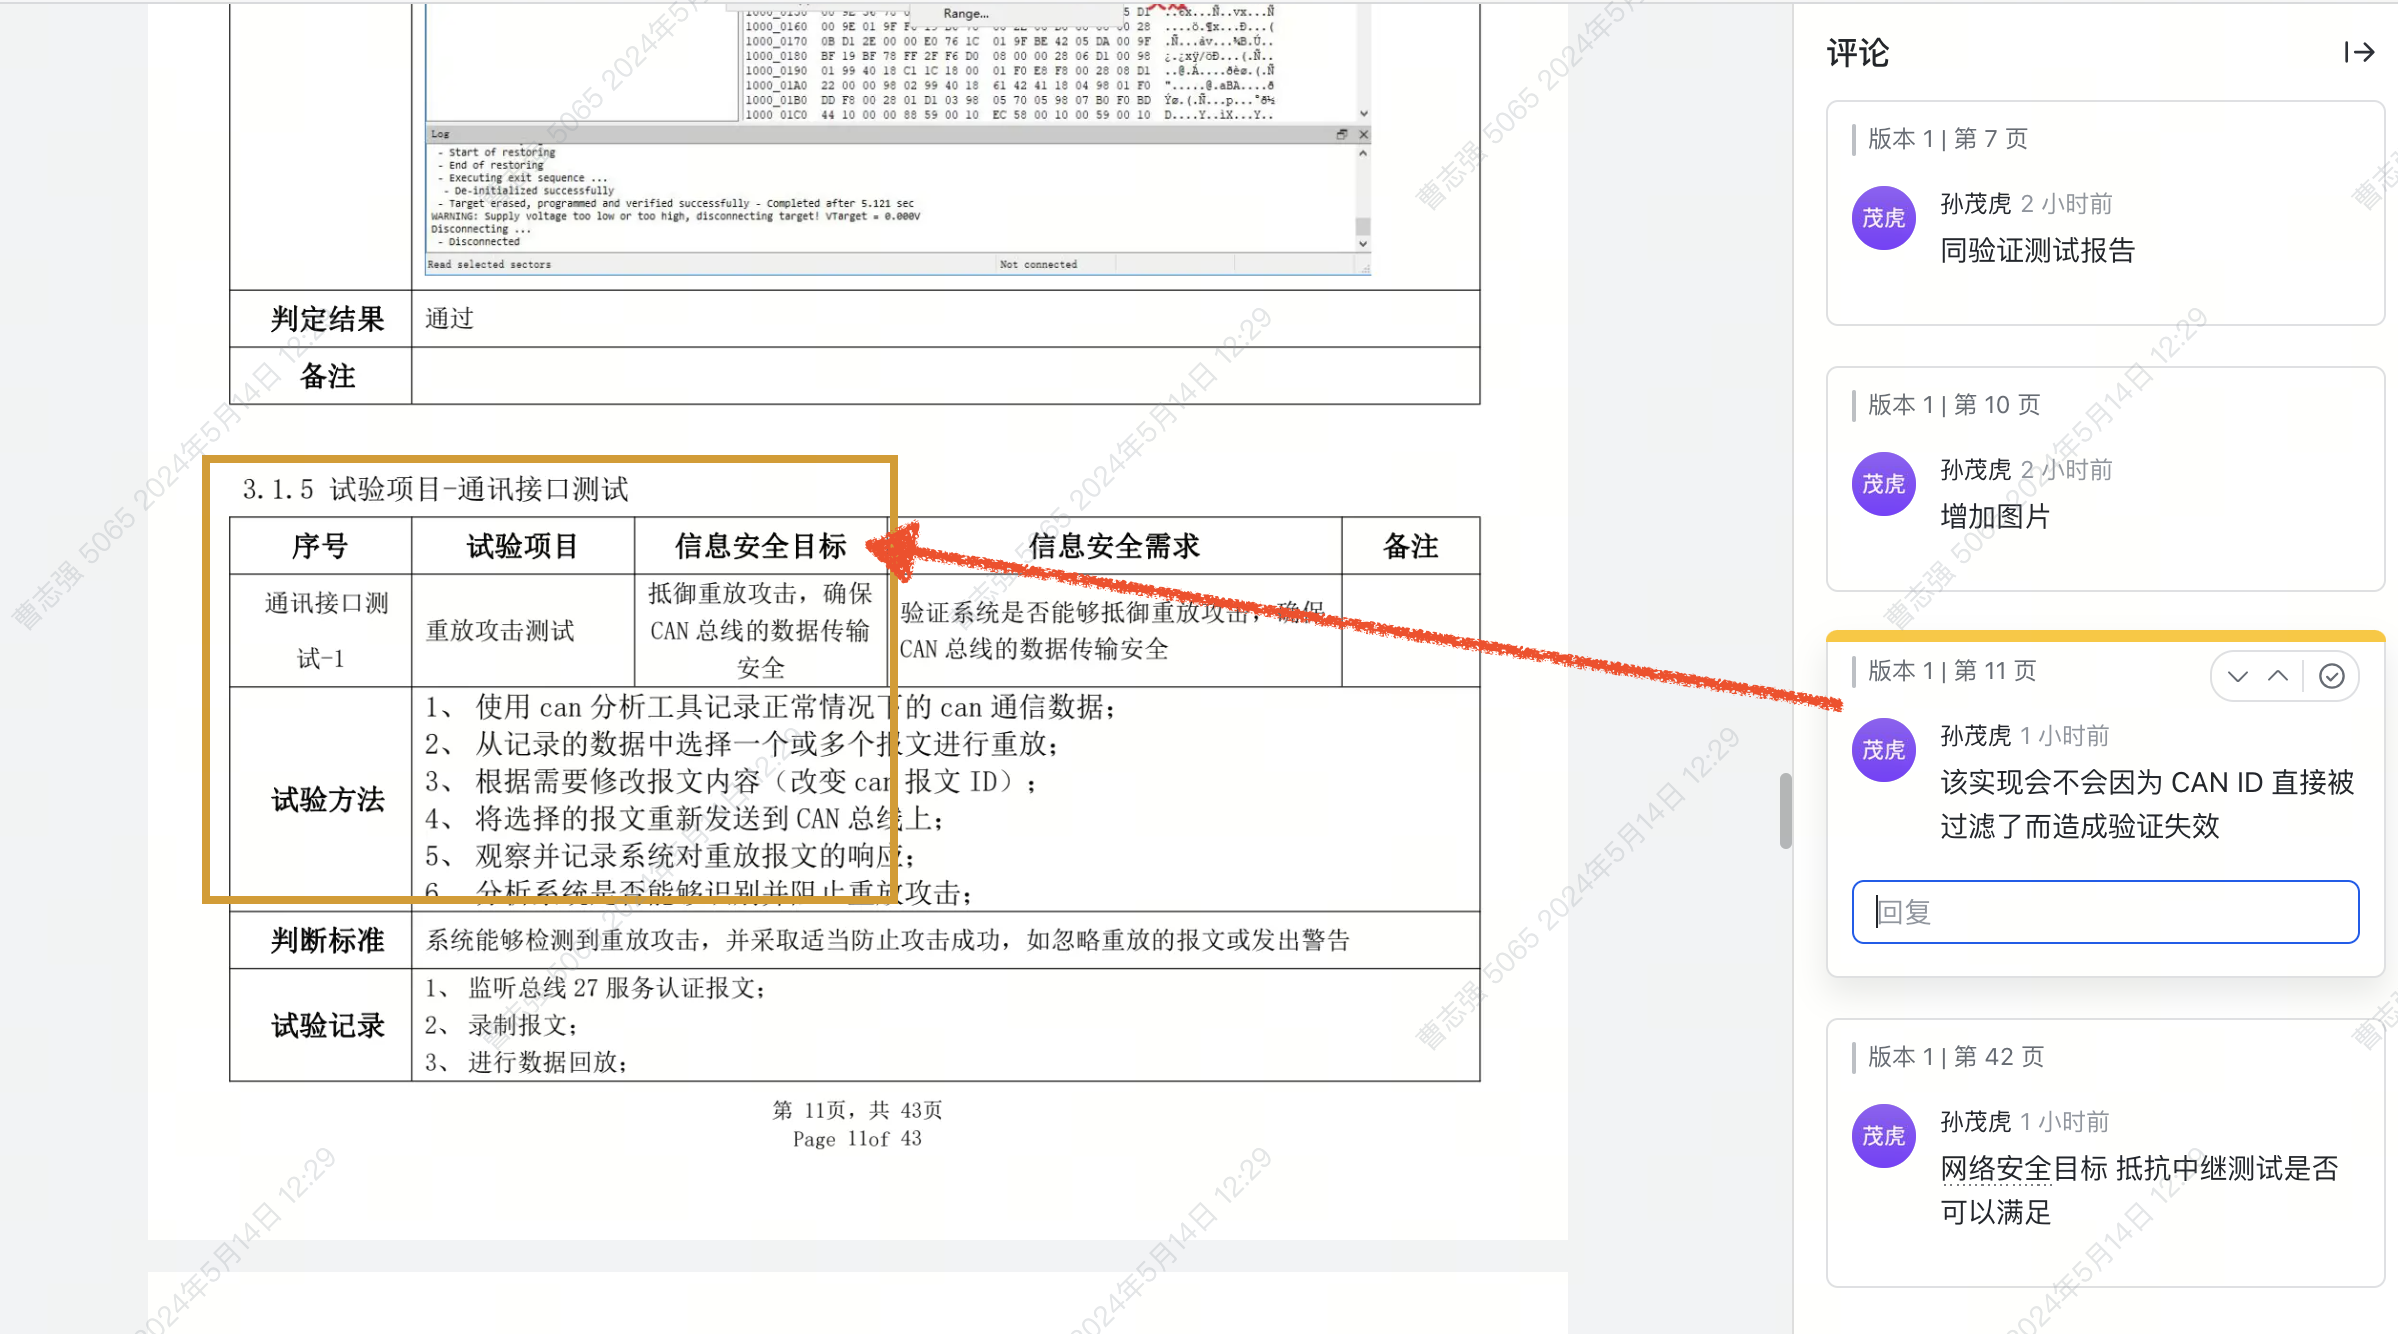 Range...
1000_0160 00 9E 01 9F
1000_0170 0B D1 2E 00 00 E0 76 1C 01 9F BE 42 05 DA 00 9F
1000_0180 BF 19 BF 78 FF 2F F6 D0 08 00 00 28 06 D1 00 98
1000_0190 01 99 40 18 C1 1C 18 00 01 F0 E8 F8 00 28 08 D1
1000_01A0 22 00 00 98 02 99 40 18 61 42 41 18 04 98 01 F0
1000_01B0 DD F8 00 28 01 D1 03 98 05 70 05 98 07 B0 F0 BD
1000_01C0 44 10 00 00 88 59 00 10 EC 58 00 10 00 59 00 10
Log
- Start of restoring
- End of restoring
- Executing exit sequence ...
- De-initialized successfully
- Target erased, programmed and verified successfully - Completed after 5.121 sec
WARNING: Supply voltage too low or too high, disconnecting target! VTarget = 0.000V
Disconnecting ...
- Disconnected
Read selected sectors Not connected
判定结果 通过
备注
3.1.5 试验项目-通讯接口测试
序号 试验项目 信息安全目标 信息安全需求 备注
通讯接口测试-1 重放攻击测试 抵御重放攻击，确保 CAN 总线的数据传输安全 验证系统是否能够抵御重放攻击，确保 CAN 总线的数据传输安全
试验方法
1、 使用 can 分析工具记录正常情况下的 can 通信数据；
2、 从记录的数据中选择一个或多个报文进行重放；
3、 根据需要修改报文内容（改变 can 报文 ID）；
4、 将选择的报文重新发送到 CAN 总线上；
5、 观察并记录系统对重放报文的响应；
6、 分析系统是否能够识别并阻止重放攻击；
判断标准 系统能够检测到重放攻击，并采取适当防止攻击成功，如忽略重放的报文或发出警告
试验记录
1、 监听总线 27 服务认证报文；
2、 录制报文；
3、 进行数据回放；
第 11页，共 43页
Page 11of 43
评论
版本 1 | 第 7 页
茂虎
孙茂虎 2 小时前
同验证测试报告
版本 1 | 第 10 页
茂虎
孙茂虎 2 小时前
增加图片
版本 1 | 第 11 页
茂虎
孙茂虎 1 小时前
该实现会不会因为 CAN ID 直接被
过滤了而造成验证失效
回复
版本 1 | 第 42 页
茂虎
孙茂虎 1 小时前
网络安全目标 抵抗中继测试是否
可以满足
曹志强 5065 2024年5月14日 12:29